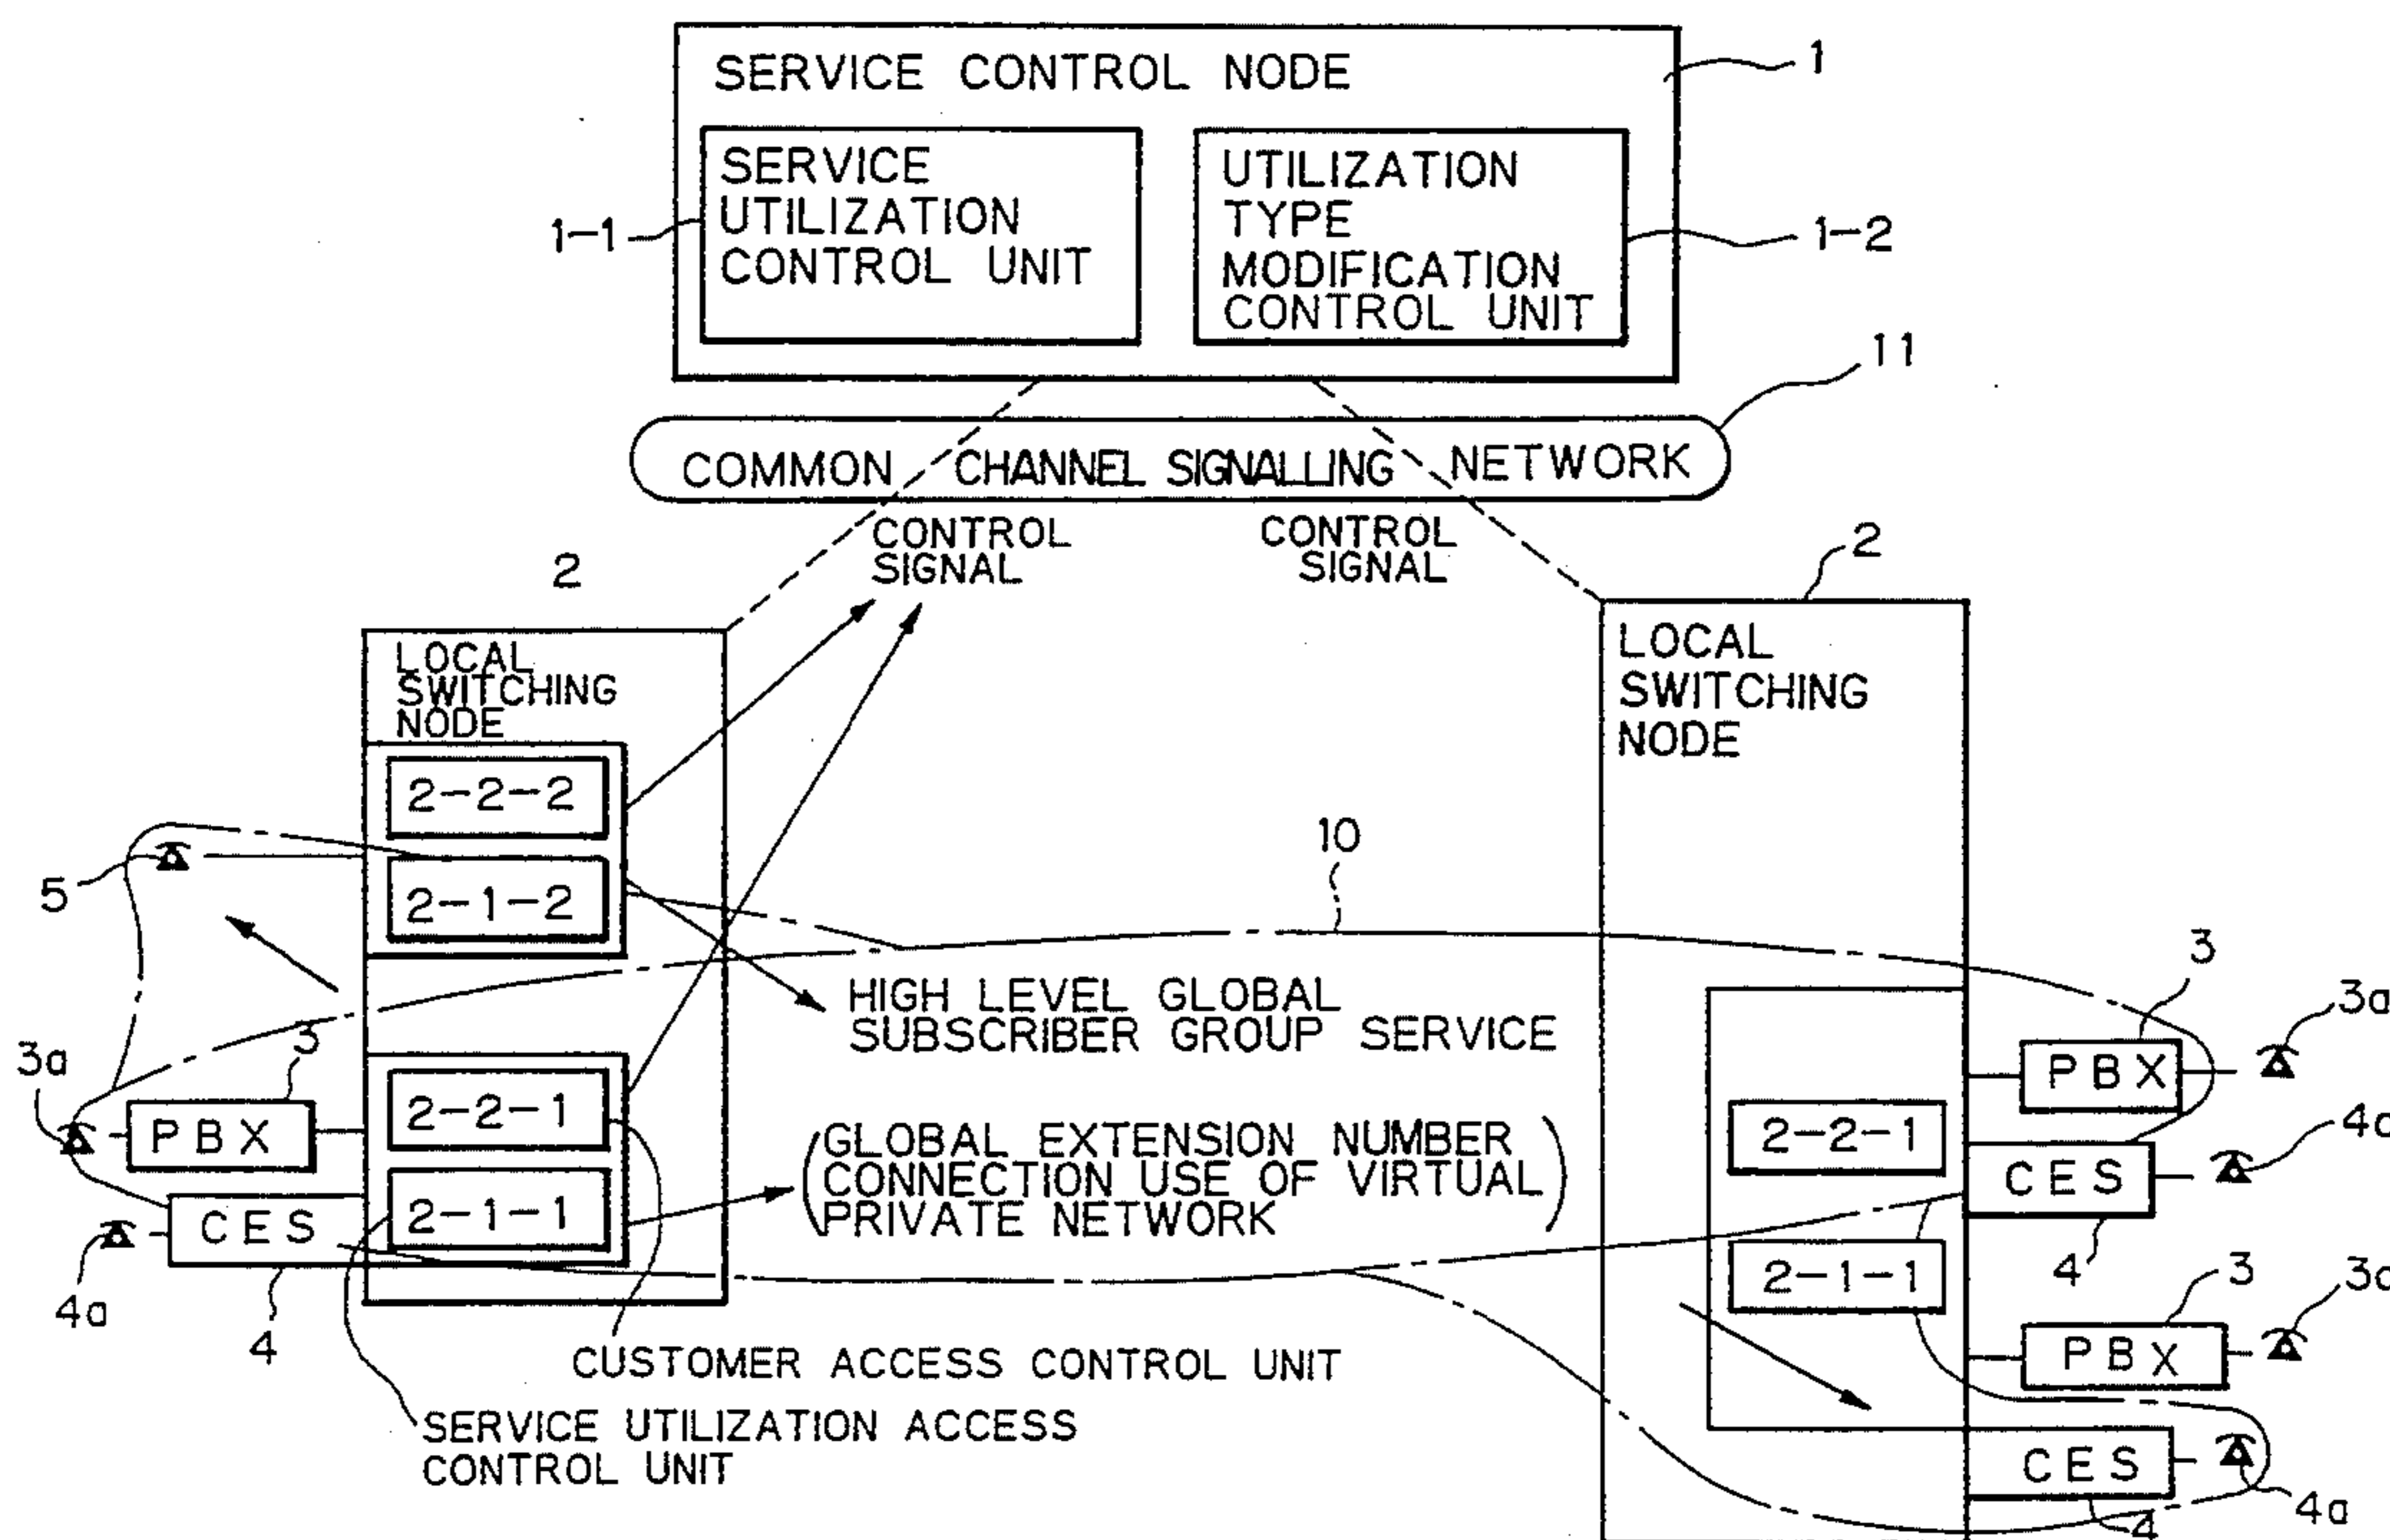 SERVICE CONTROL NODE
1
SERVICE
UTILIZATION
CONTROL UNIT
1-1
UTILIZATION
TYPE
MODIFICATION
CONTROL UNIT
1-2
11
COMMON CHANNEL SIGNALLING NETWORK
CONTROL
SIGNAL
CONTROL
SIGNAL
2
2
LOCAL
SWITCHING
NODE
LOCAL
SWITCHING
NODE
2-2-2
2-1-2
5
10
HIGH LEVEL GLOBAL
SUBSCRIBER GROUP SERVICE
3
3a
PBX
2-2-1
2-1-1
CES
4a
4
(GLOBAL EXTENSION NUMBER
CONNECTION USE OF VIRTUAL
PRIVATE NETWORK)
3
3a
PBX
2-2-1
4a
CES
4
2-1-1
3
3a
PBX
CES
4a
4
CUSTOMER ACCESS CONTROL UNIT
SERVICE UTILIZATION ACCESS
CONTROL UNIT